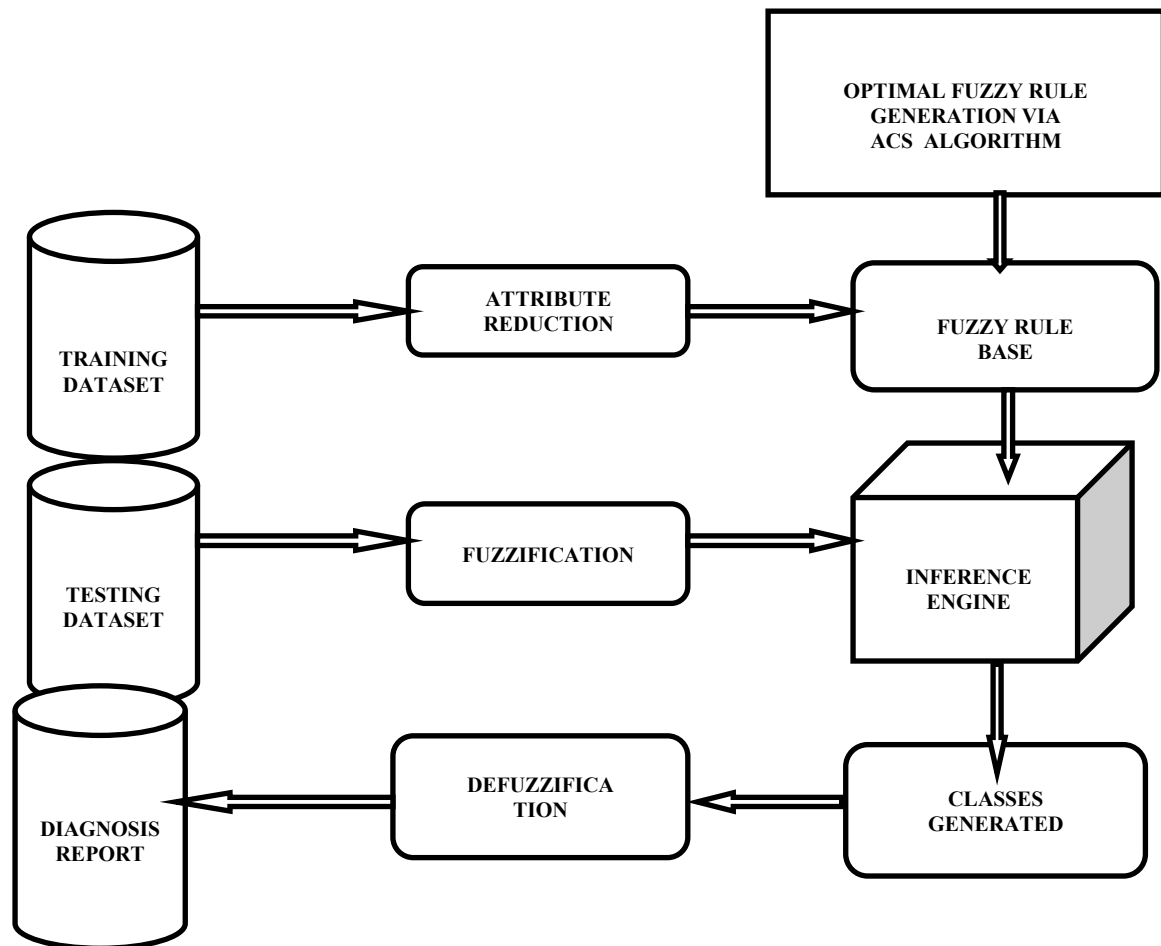 OPTIMAL FUZZY RULE
GENERATION VIA
ACS ALGORITHM
ATTRIBUTE
REDUCTION
FUZZY RULE
BASE
TRAINING
DATASET
FUZZIFICATION
INFERENCE
ENGINE
TESTING
DATASET
DEFUZZIFICA
TION
CLASSES
GENERATED
DIAGNOSIS
REPORT